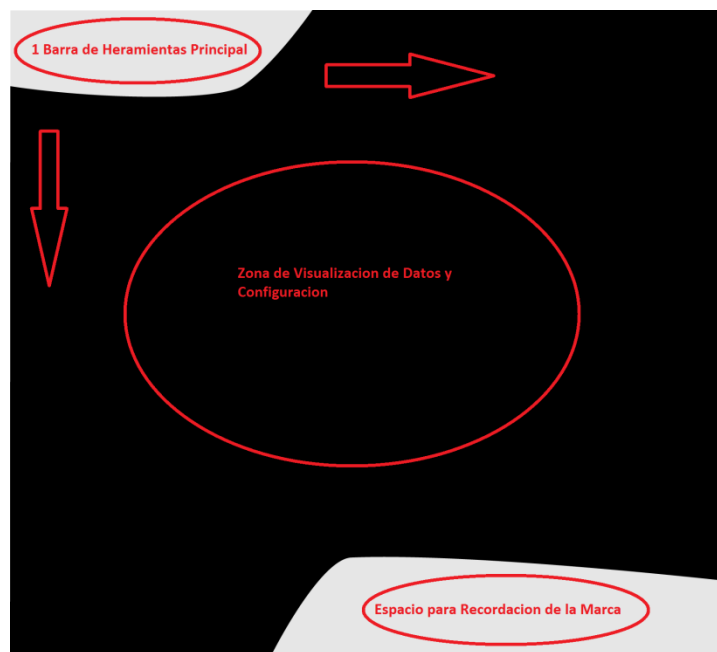 1 Barra de Heramientas Principal
Zona de Visualizacion de Datos y
Configuracion
Espacio para Recordacion de la Marca